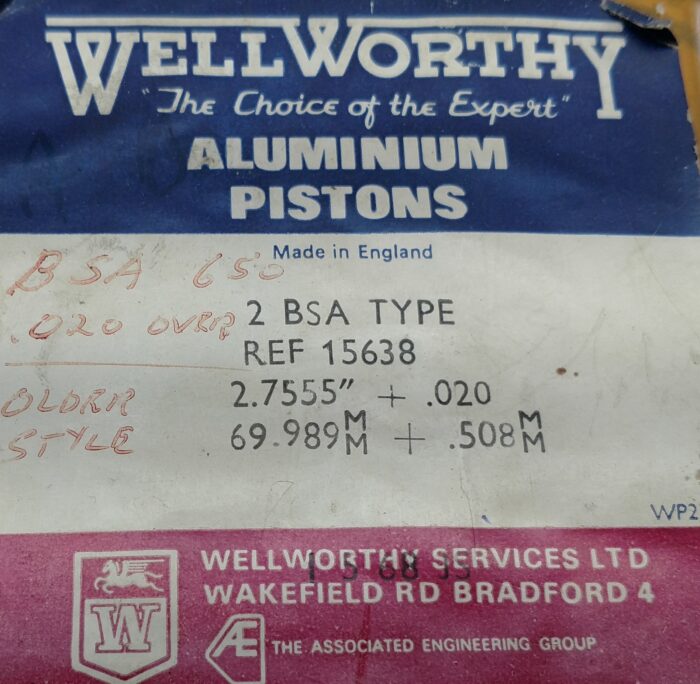 WELLWORTHY
"The Choice of the Expert"
ALUMINIUM
PISTONS
Made in England
BSA 650
.020 OVER
OLDER
STYLE
2 BSA TYPE
REF 15638
2.7555" + .020
69.989MM + .508MM
WP2
WELLWORTHY SERVICES LTD
WAKEFIELD RD BRADFORD 4
W
AE THE ASSOCIATED ENGINEERING GROUP